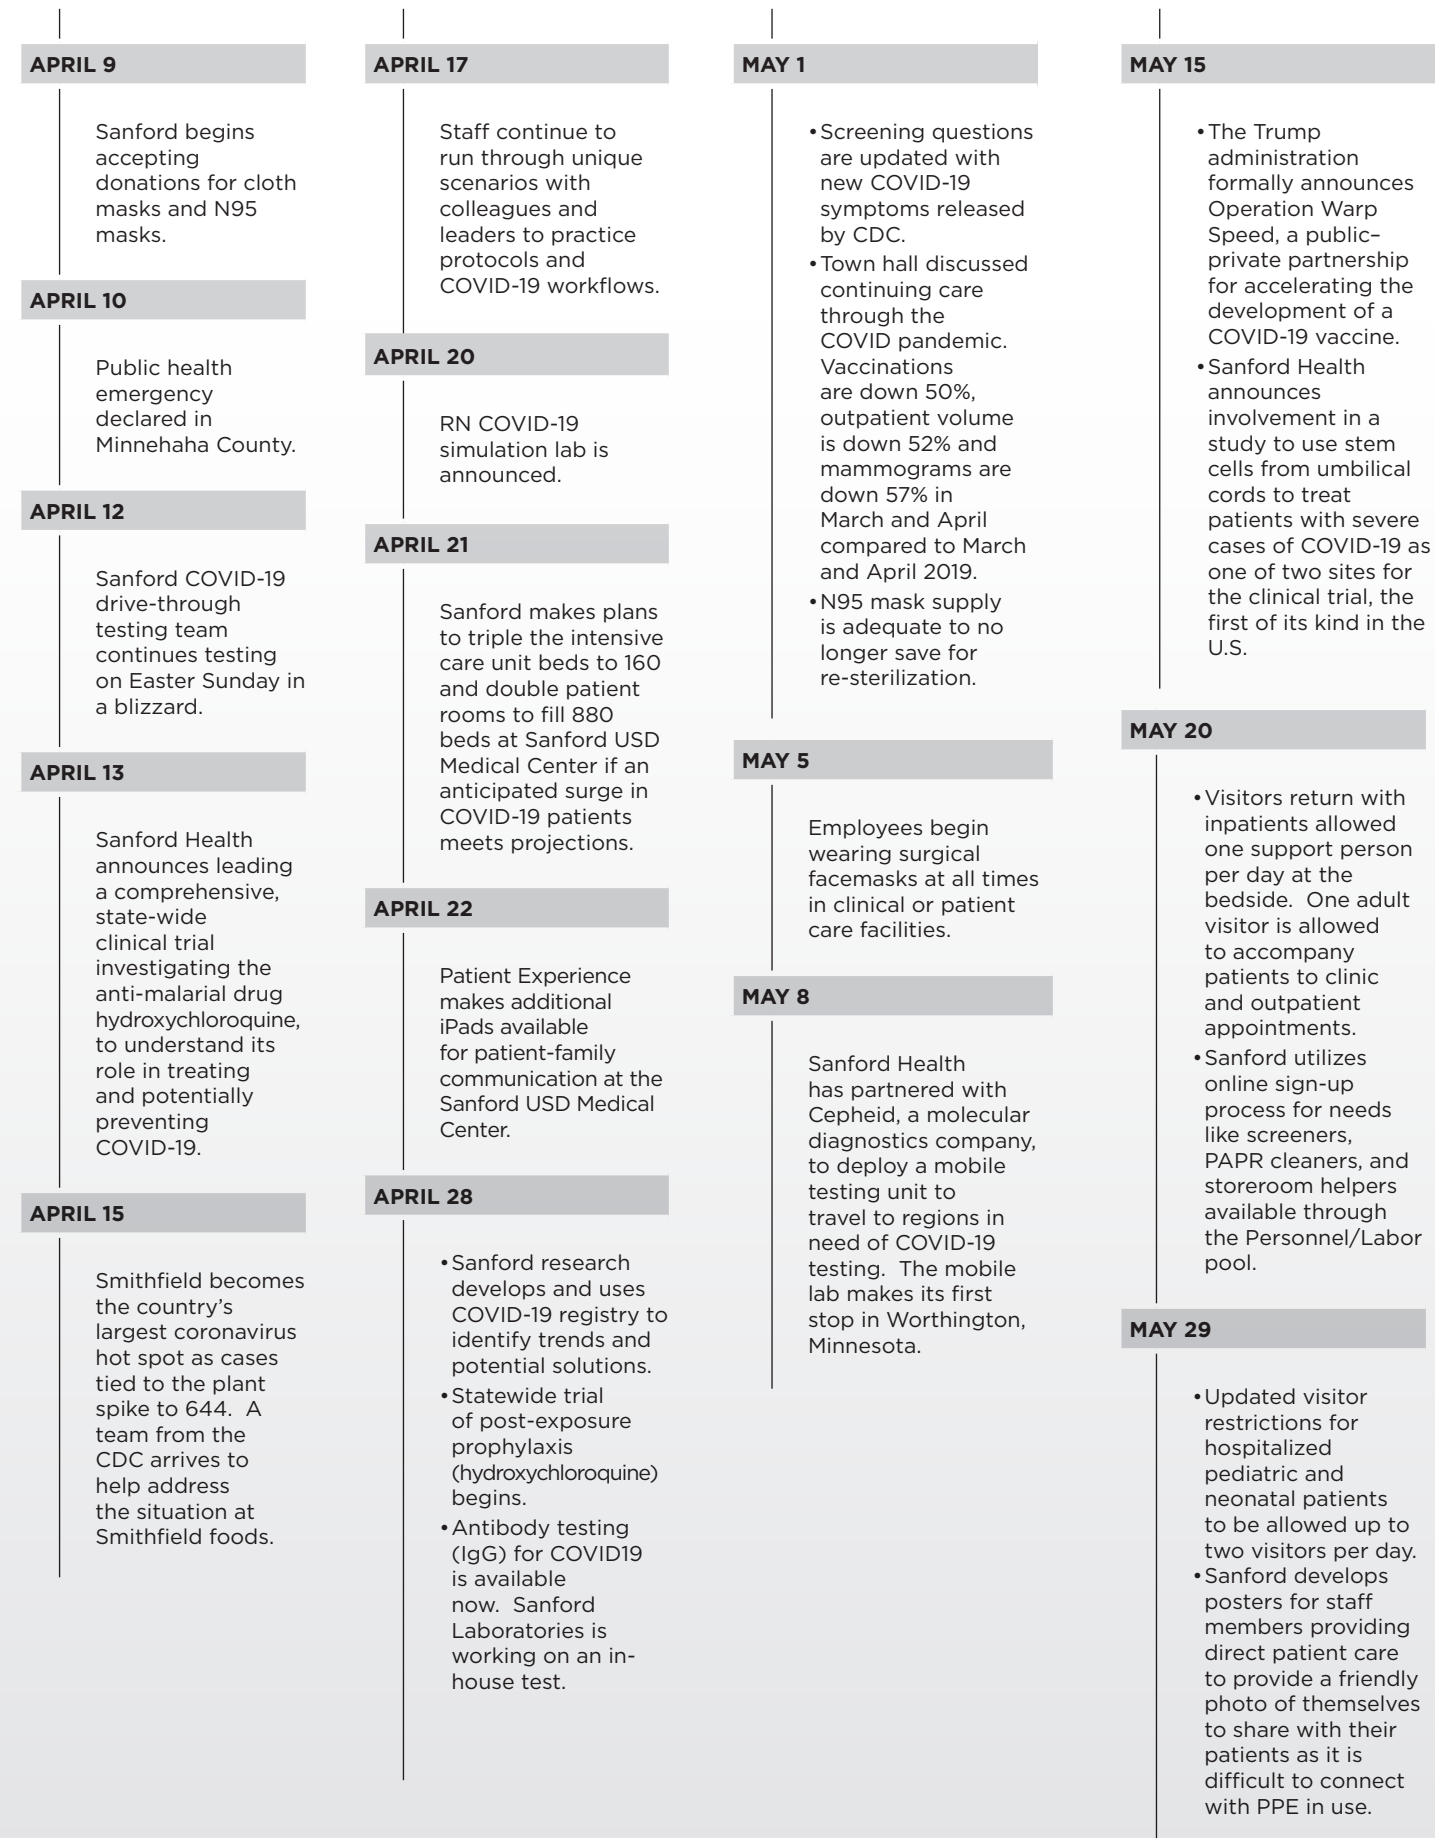 APRIL 9
Sanford begins
accepting
donations for cloth
masks and N95
masks.
APRIL 10
Public health
emergency
declared in
Minnehaha County.
APRIL 12
Sanford COVID-19
drive-through
testing team
continues testing
on Easter Sunday in
a blizzard.
APRIL 13
Sanford Health
announces leading
a comprehensive,
state-wide
clinical trial
investigating the
anti-malarial drug
hydroxychloroquine,
to understand its
role in treating
and potentially
preventing
COVID-19.
APRIL 15
Smithfield becomes
the country's
largest coronavirus
hot spot as cases
tied to the plant
spike to 644.  A
team from the
CDC arrives to
help address
the situation at
Smithfield foods.
APRIL 17
Staff continue to
run through unique
scenarios with
colleagues and
leaders to practice
protocols and
COVID-19 workflows.
APRIL 20
RN COVID-19
simulation lab is
announced.
APRIL 21
Sanford makes plans
to triple the intensive
care unit beds to 160
and double patient
rooms to fill 880
beds at Sanford USD
Medical Center if an
anticipated surge in
COVID-19 patients
meets projections.
APRIL 22
Patient Experience
makes additional
iPads available
for patient-family
communication at the
Sanford USD Medical
Center.
APRIL 28
•Sanford research
develops and uses
COVID-19 registry to
identify trends and
potential solutions.
•Statewide trial
of post-exposure
prophylaxis
(hydroxychloroquine)
begins.
•Antibody testing
(IgG) for COVID19
is available
now.  Sanford
Laboratories is
working on an in-
house test.
MAY 1
•Screening questions
are updated with
new COVID-19
symptoms released
by CDC.
•Town hall discussed
continuing care
through the
COVID pandemic.
Vaccinations
are down 50%,
outpatient volume
is down 52% and
mammograms are
down 57% in
March and April
compared to March
and April 2019.
•N95 mask supply
is adequate to no
longer save for
re-sterilization.
MAY 5
Employees begin
wearing surgical
facemasks at all times
in clinical or patient
care facilities.
MAY 8
Sanford Health
has partnered with
Cepheid, a molecular
diagnostics company,
to deploy a mobile
testing unit to
travel to regions in
need of COVID-19
testing.  The mobile
lab makes its first
stop in Worthington,
Minnesota.
MAY 15
•The Trump
administration
formally announces
Operation Warp
Speed, a public–
private partnership
for accelerating the
development of a
COVID-19 vaccine.
•Sanford Health
announces
involvement in a
study to use stem
cells from umbilical
cords to treat
patients with severe
cases of COVID-19 as
one of two sites for
the clinical trial, the
first of its kind in the
U.S.
MAY 20
•Visitors return with
inpatients allowed
one support person
per day at the
bedside.  One adult
visitor is allowed
to accompany
patients to clinic
and outpatient
appointments.
•Sanford utilizes
online sign-up
process for needs
like screeners,
PAPR cleaners, and
storeroom helpers
available through
the Personnel/Labor
pool.
MAY 29
•Updated visitor
restrictions for
hospitalized
pediatric and
neonatal patients
to be allowed up to
two visitors per day.
•Sanford develops
posters for staff
members providing
direct patient care
to provide a friendly
photo of themselves
to share with their
patients as it is
difficult to connect
with PPE in use.